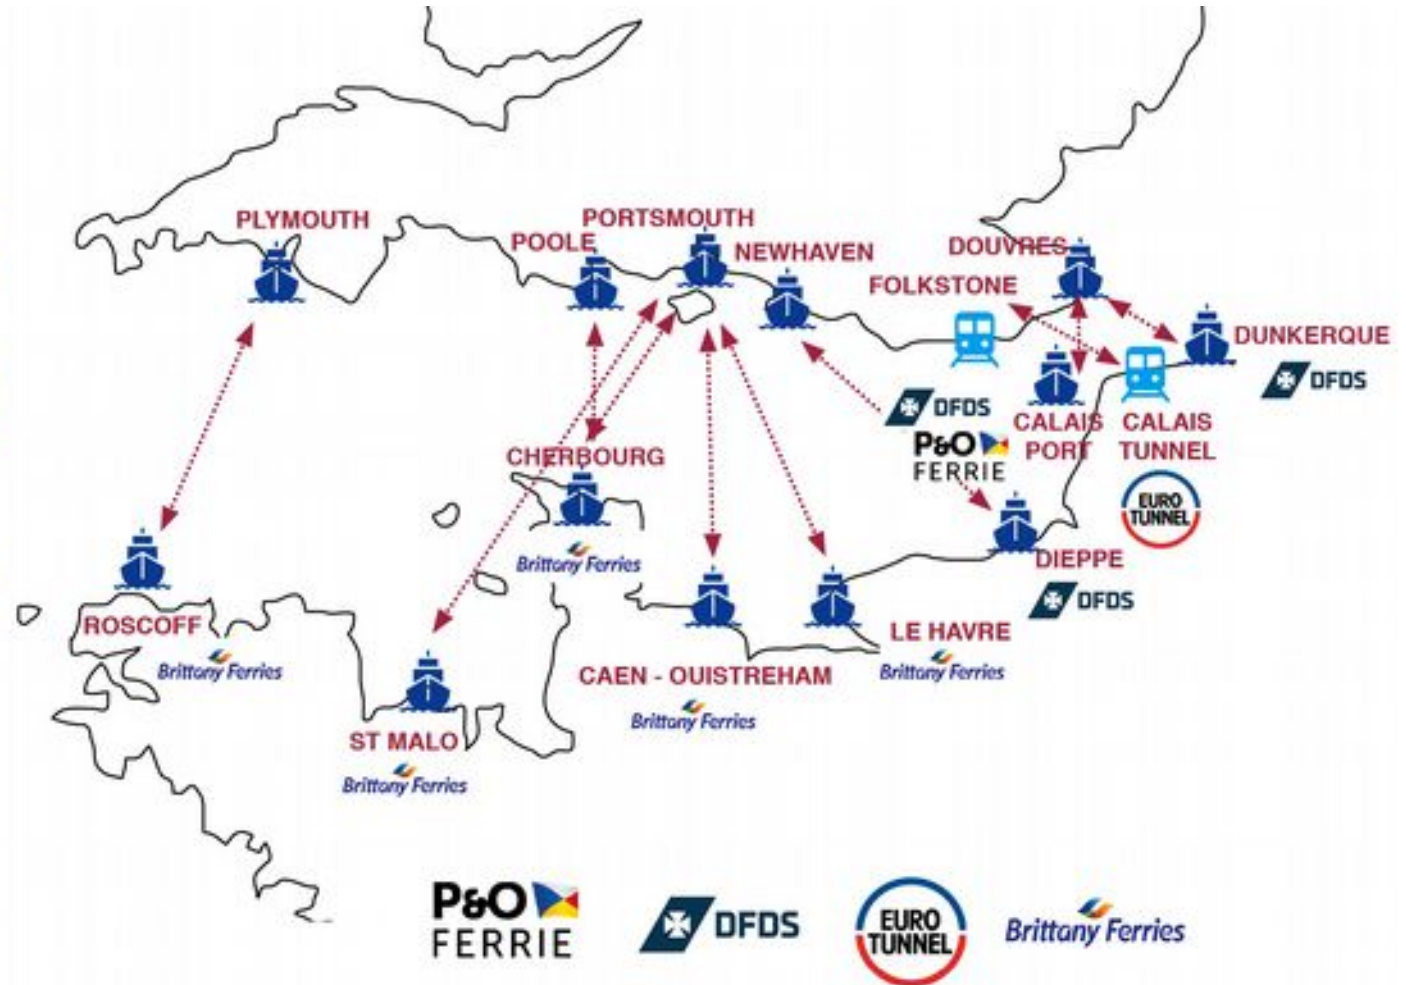 PLYMOUTH
PORTSMOUTH
POOLE
NEWHAVEN
DOUVRES
FOLKSTONE
DUNKERQUE
DFDS
DFDS
P&O
FERRIE
CALAIS
PORT
CALAIS
TUNNEL
EURO
TUNNEL
CHERBOURG
Brittany Ferries
DIEPPE
DFDS
ROSCOFF
Brittany Ferries
LE HAVRE
Brittany Ferries
CAEN - OUISTREHAM
Brittany Ferries
ST MALO
Brittany Ferries
P&O
FERRIE
DFDS
EURO
TUNNEL
Brittany Ferries